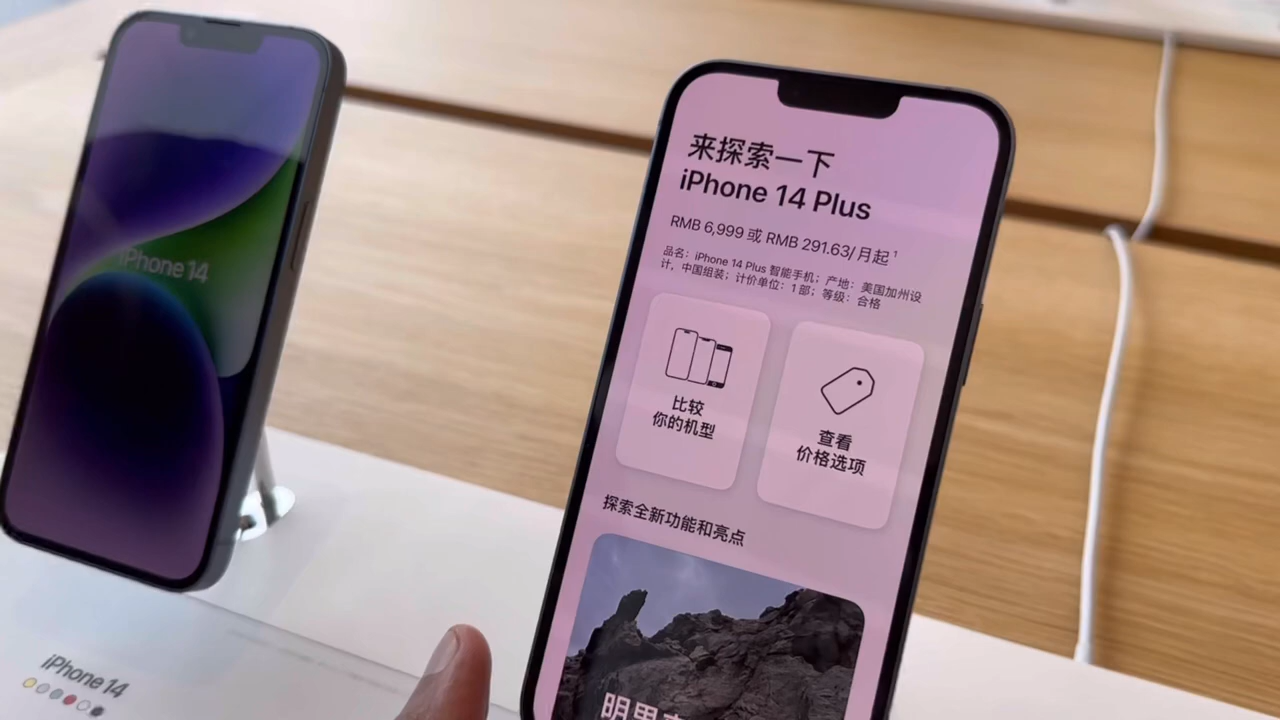 iPhone 14
iPhone 14
来探索一下
iPhone 14 Plus
RMB 6,999 或 RMB 291.63/月起¹
品名：iPhone 14 Plus 智能手机；产地：美国加州设
计，中国组装；计价单位：1 部；等级：合格
比较
你的机型
查看
价格选项
探索全新功能和亮点